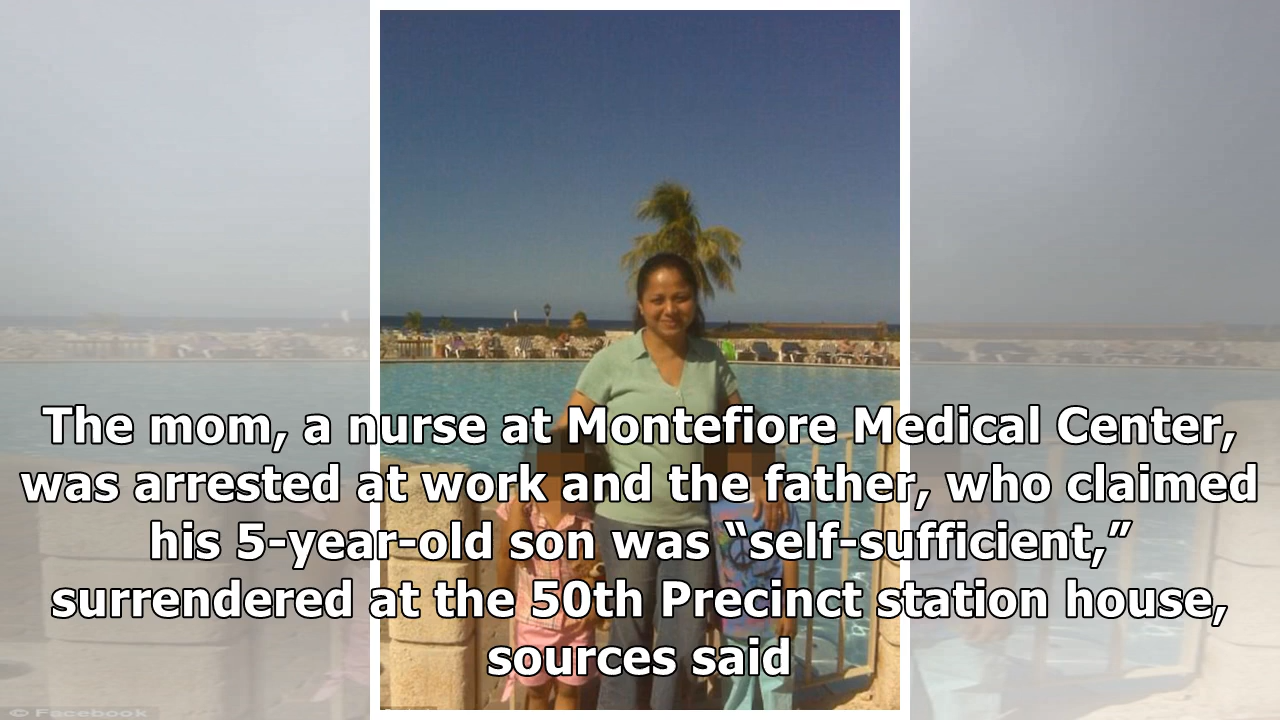 The mom, a nurse at Montefiore Medical Center,
was arrested at work and the father, who claimed
his 5-year-old son was “self-sufficient,”
surrendered at the 50th Precinct station house,
sources said
© Facebook